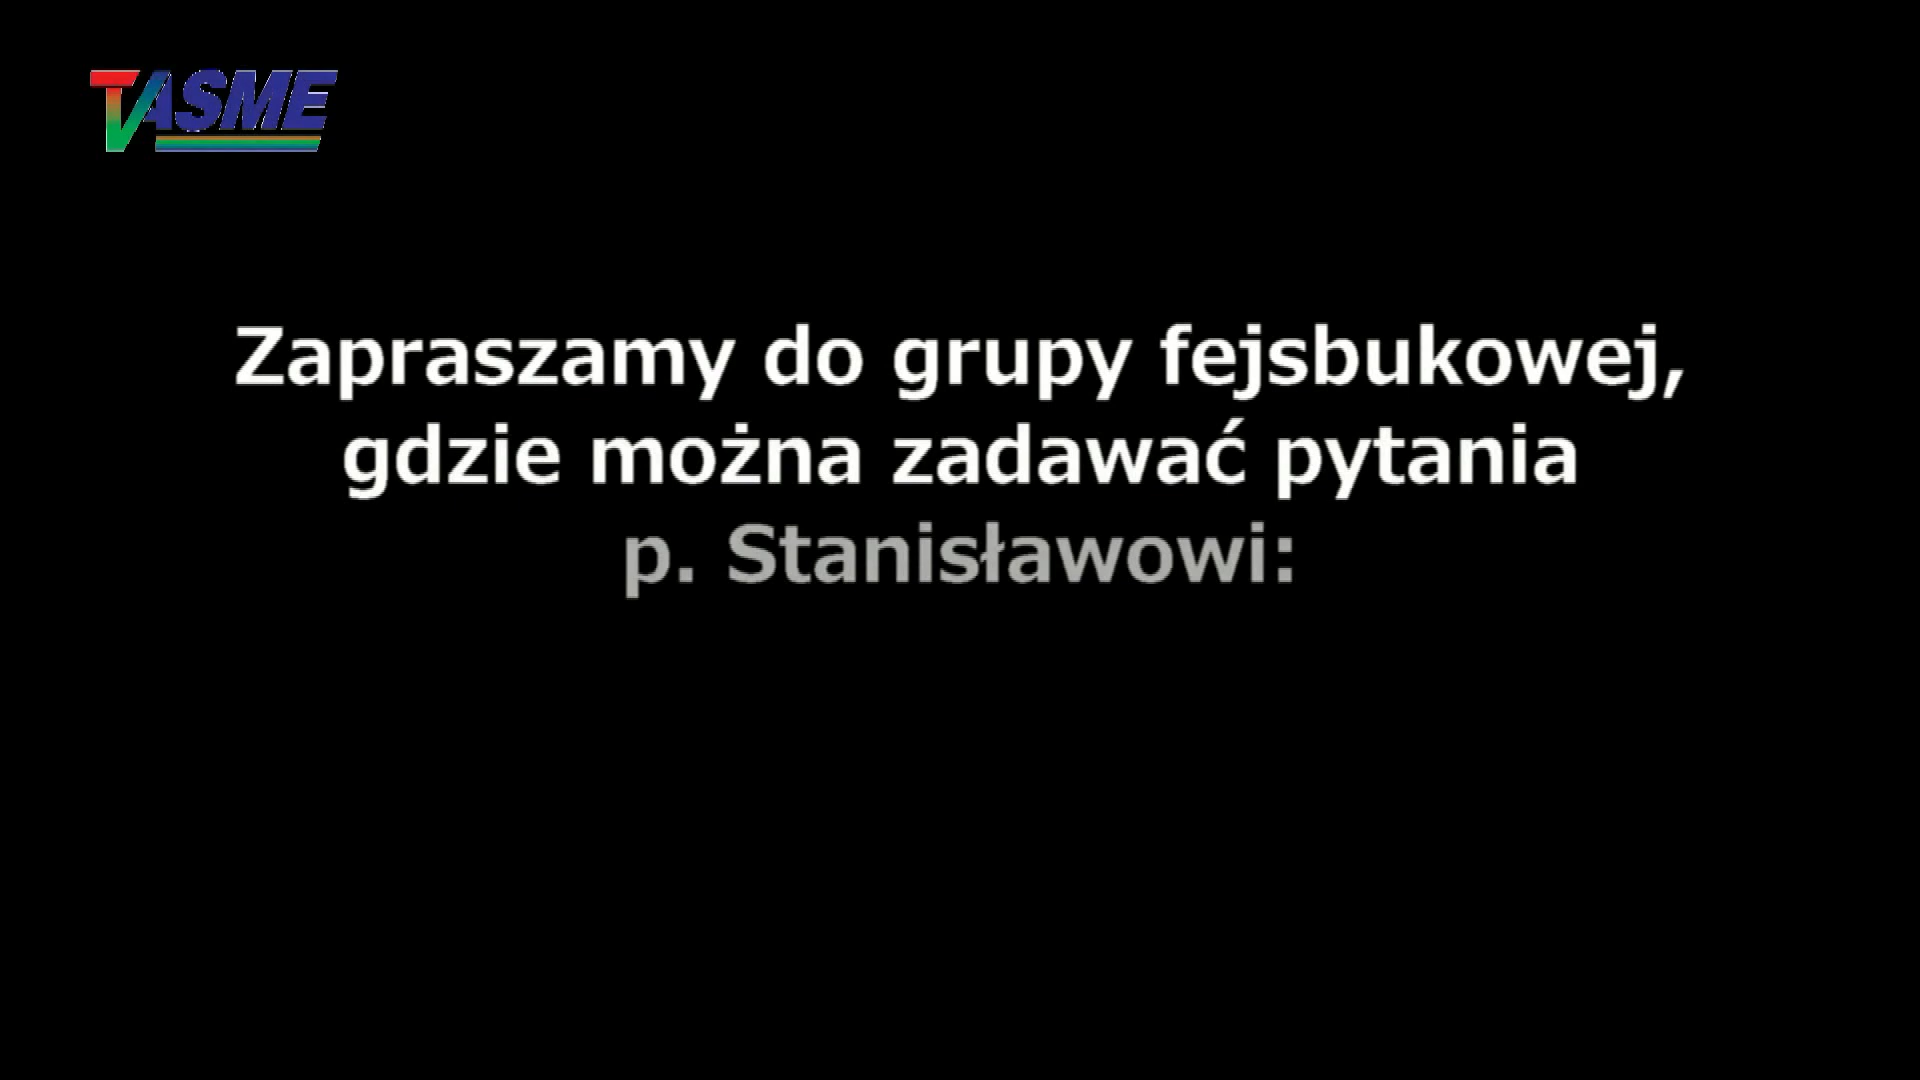 TVASME
Zapraszamy do grupy fejsbukowej,
gdzie można zadawać pytania
p. Stanisławowi: